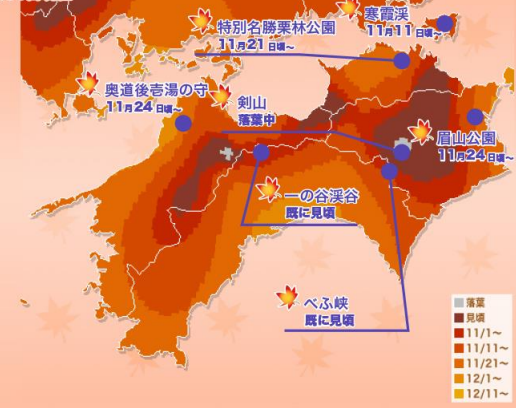 特別名勝栗林公園
11月21日頃~
寒霞渓
11月11日頃~
奥道後壱湯の守
11月24日頃~
剣山
落葉中
眉山公園
11月24日頃~
一の谷渓谷
既に見頃
べふ峡
既に見頃
落葉
見頃
11/1~
11/11~
11/21~
12/1~
12/11~